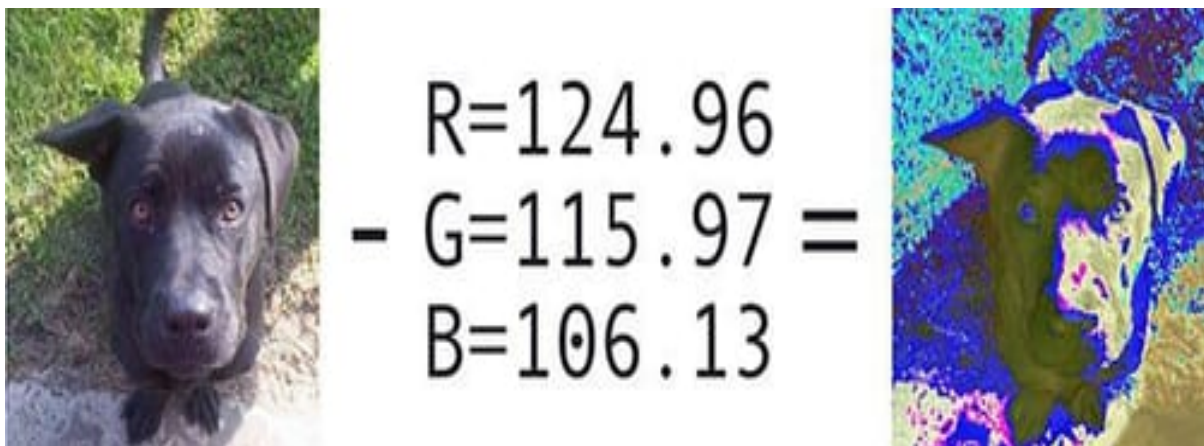 R=124.96
- G=115.97 =
B=106.13